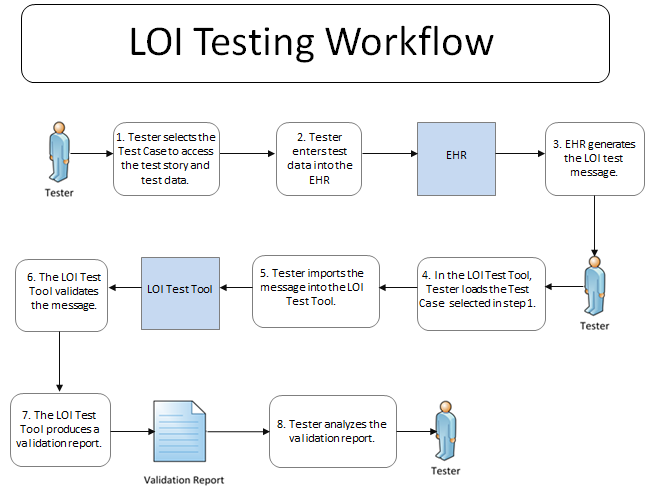 LOI Testing Workflow
1. Tester selects the
Test Case to access
the test story and
test data.
2. Tester
enters test
data into the
EHR
EHR
3. EHR generates
the LOI test
message.
Tester
6. The LOI Test
Tool validates
the message.
LOI Test Tool
5. Tester imports the
message into the LOI
Test Tool.
4. In the LOI Test Tool,
Tester loads the Test
Case selected in step 1.
Tester
7. The LOI Test
Tool produces a
validation report.
Validation Report
8. Tester analyzes the
validation report.
Tester